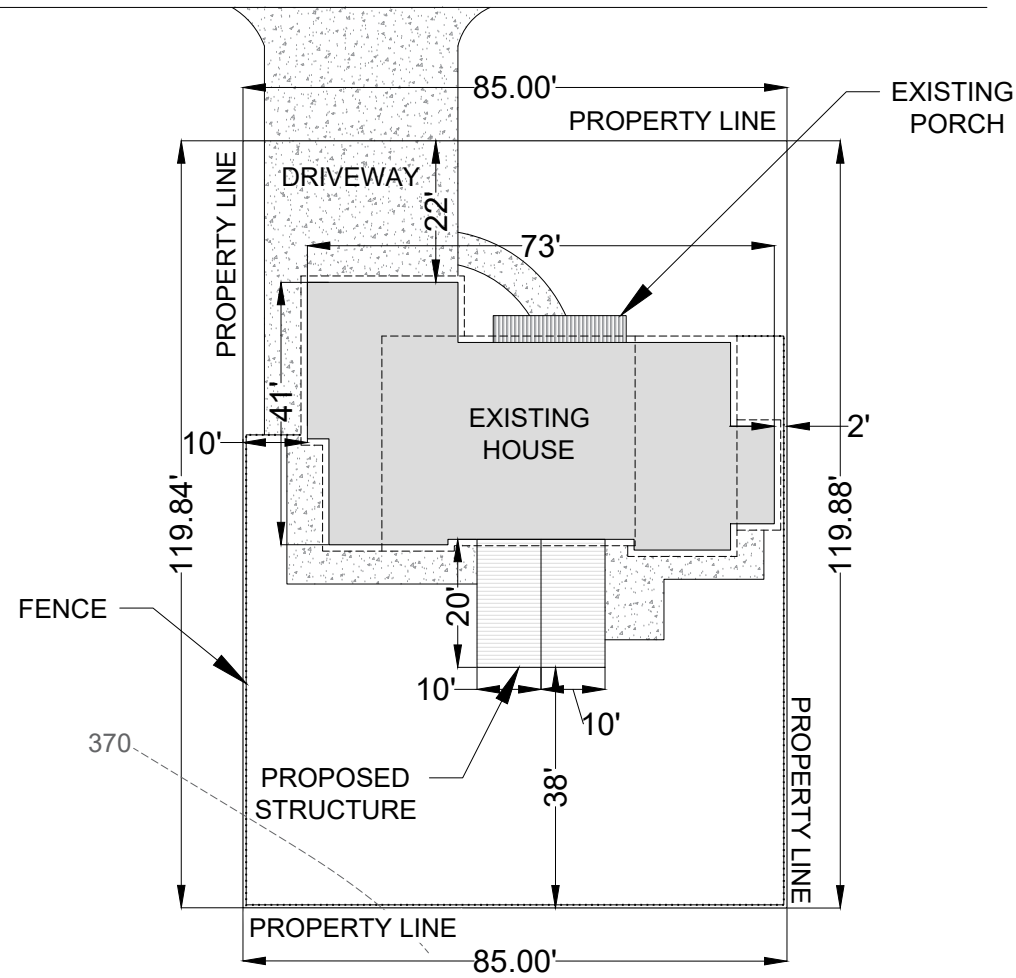 85.00'
EXISTING
PORCH
PROPERTY LINE
PROPERTY LINE
DRIVEWAY
22'
73'
41'
EXISTING
HOUSE
10'
2'
119.84'
119.88'
20'
FENCE
10'
10'
370
PROPOSED
STRUCTURE
38'
PROPERTY LINE
PROPERTY LINE
85.00'